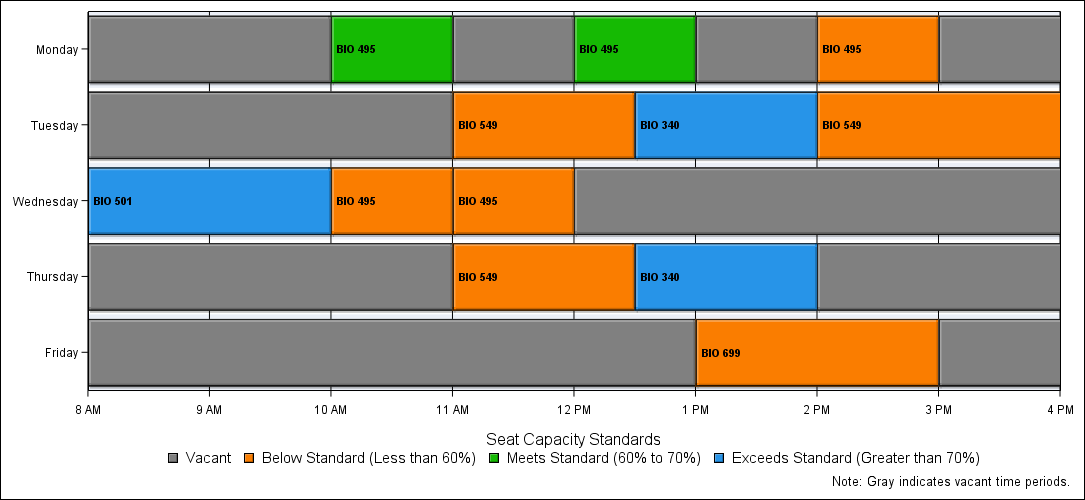 Monday BIO 495 BIO 495 BIO 495
Tuesday BIO 549 BIO 340 BIO 549
Wednesday BIO 501 BIO 495 BIO 495
Thursday BIO 549 BIO 340
Friday BIO 699
8 AM 9 AM 10 AM 11 AM 12 PM 1 PM 2 PM 3 PM 4 PM
Seat Capacity Standards
Vacant Below Standard (Less than 60%) Meets Standard (60% to 70%) Exceeds Standard (Greater than 70%)
Note: Gray indicates vacant time periods.